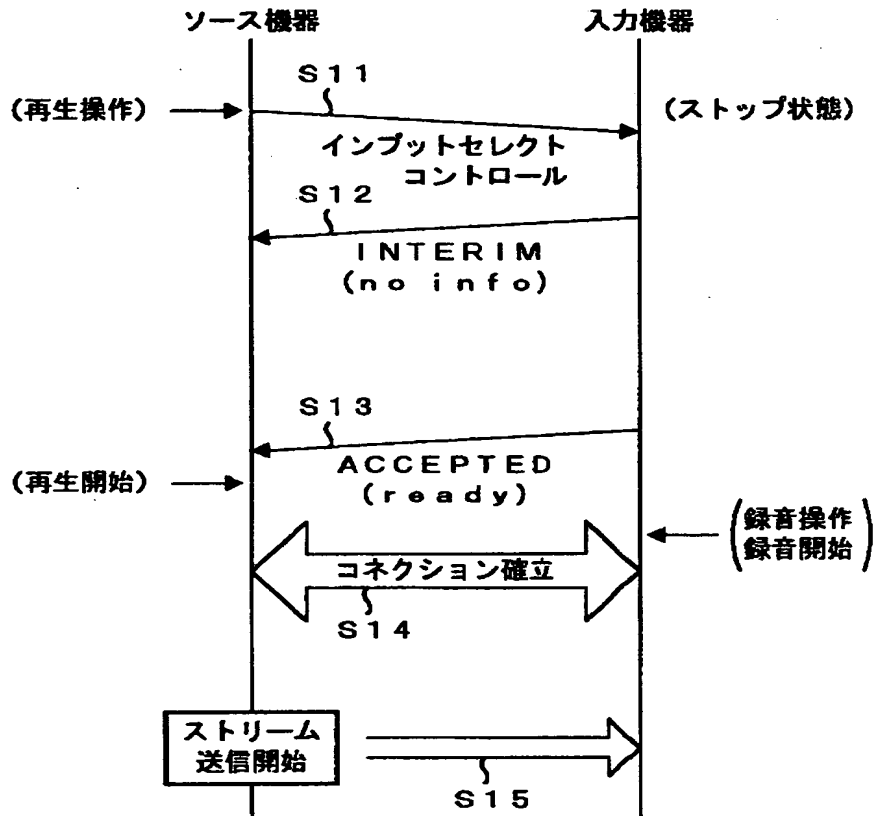 ソース機器
入力機器
S11
(再生操作)
(ストップ状態)
インプットセレクト
コントロール
S12
INTERIM
(no info)
S13
ACCEPTED
(ready)
(再生開始)
(録音操作
録音開始)
コネクション確立
S14
ストリーム
送信開始
S15